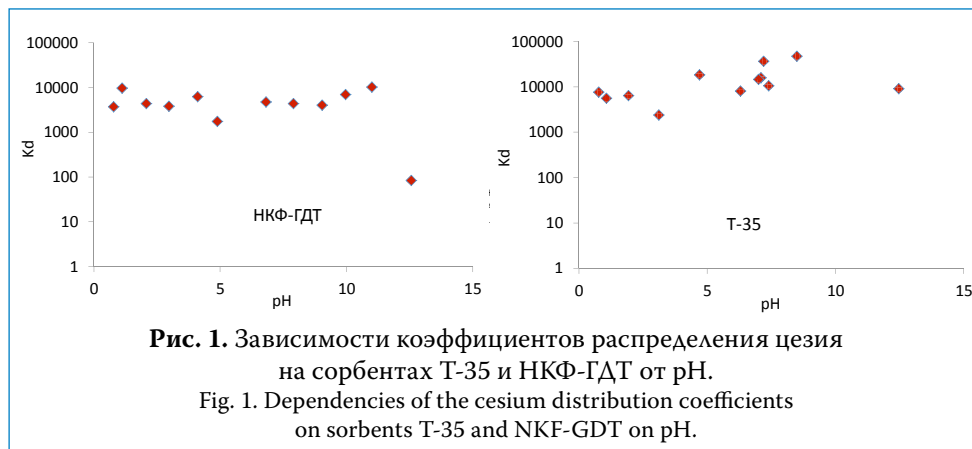 100000
10000
1000
100
10
1
Kd
НКФ-ГДТ
0
5
10
15
pH
100000
10000
1000
100
10
1
Kd
Т-35
0
5
10
15
pH
Рис. 1. Зависимости коэффициентов распределения цезия
на сорбентах Т-35 и НКФ-ГДТ от pH.
Fig. 1. Dependencies of the cesium distribution coefficients
on sorbents T-35 and NKF-GDT on pH.